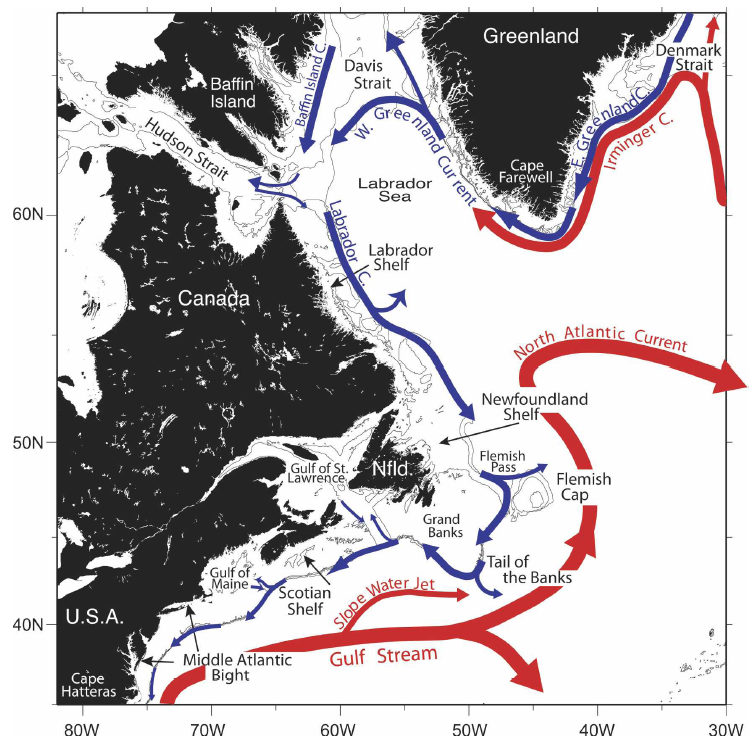 Greenland
Denmark
Strait
Davis
Strait
Baffin
Island
Baffin Island C.
Hudson Strait
W. Greenland Current
E. Greenland C.
Irminger C.
Cape
Farewell
Labrador
Sea
60N
Labrador C.
Labrador
Shelf
Canada
North Atlantic Current
Newfoundland
Shelf
50N
Gulf of St.
Lawrence
Nfld
Flemish
Pass
Flemish
Cap
Grand
Banks
Tail of
the Banks
Gulf of
Maine
Scotian
Shelf
Slope Water Jet
U.S.A.
40N
Middle Atlantic
Bight
Gulf Stream
Cape
Hatteras
80W
70W
60W
50W
40W
30W